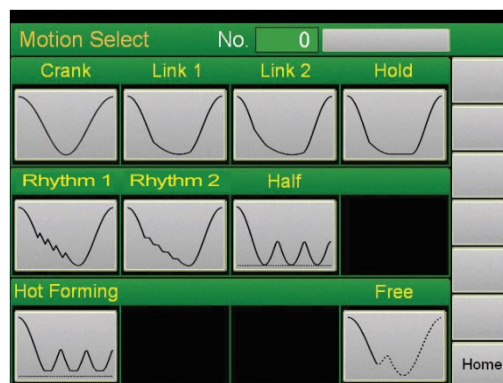 Motion Select No. 0
Crank Link 1 Link 2 Hold
Rhythm 1 Rhythm 2 Half
Hot Forming Free
Home